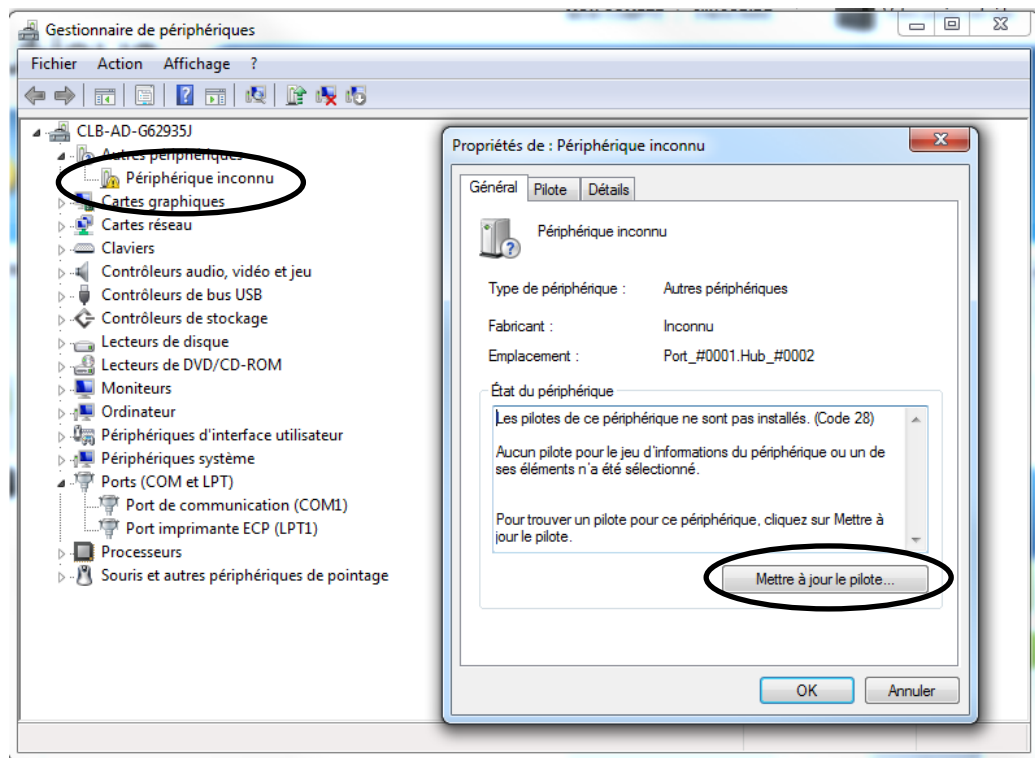 Gestionnaire de périphériques
Fichier Action Affichage ?
CLB-AD-G62935J
Autres périphériques
Périphérique inconnu
Cartes graphiques
Cartes réseau
Claviers
Contrôleurs audio, vidéo et jeu
Contrôleurs de bus USB
Contrôleurs de stockage
Lecteurs de disque
Lecteurs de DVD/CD-ROM
Moniteurs
Ordinateur
Périphériques d'interface utilisateur
Périphériques système
Ports (COM et LPT)
Port de communication (COM1)
Port imprimante ECP (LPT1)
Processeurs
Souris et autres périphériques de pointage
Propriétés de : Périphérique inconnu
Général Pilote Détails
Périphérique inconnu
Type de périphérique : Autres périphériques
Fabricant : Inconnu
Emplacement : Port_#0001.Hub_#0002
État du périphérique
Les pilotes de ce périphérique ne sont pas installés. (Code 28)
Aucun pilote pour le jeu d'informations du périphérique ou un de
ses éléments n'a été sélectionné.
Pour trouver un pilote pour ce périphérique, cliquez sur Mettre à
jour le pilote.
Mettre à jour le pilote...
OK Annuler